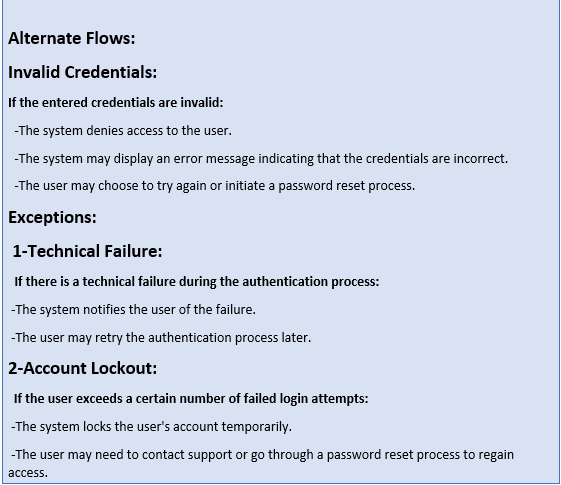 Alternate Flows:
Invalid Credentials:
If the entered credentials are invalid:
-The system denies access to the user.
-The system may display an error message indicating that the credentials are incorrect.
-The user may choose to try again or initiate a password reset process.
Exceptions:
1-Technical Failure:
If there is a technical failure during the authentication process:
-The system notifies the user of the failure.
-The user may retry the authentication process later.
2-Account Lockout:
If the user exceeds a certain number of failed login attempts:
-The system locks the user's account temporarily.
-The user may need to contact support or go through a password reset process to regain
access.